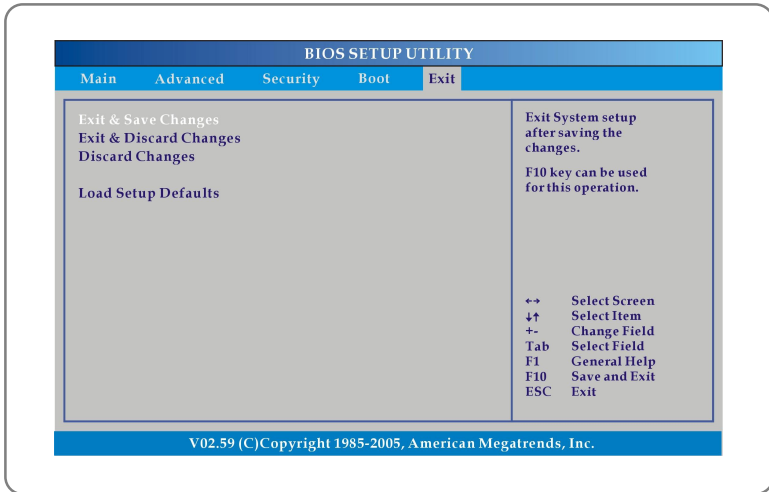 BIOS SETUP UTILITY
Main Advanced Security Boot Exit
Exit & Save Changes
Exit & Discard Changes
Discard Changes
Load Setup Defaults
Exit System setup
after saving the
changes.
F10 key can be used
for this operation.
←→ Select Screen
↓↑ Select Item
+- Change Field
Tab Select Field
F1 General Help
F10 Save and Exit
ESC Exit
V02.59 (C)Copyright 1985-2005, American Megatrends, Inc.